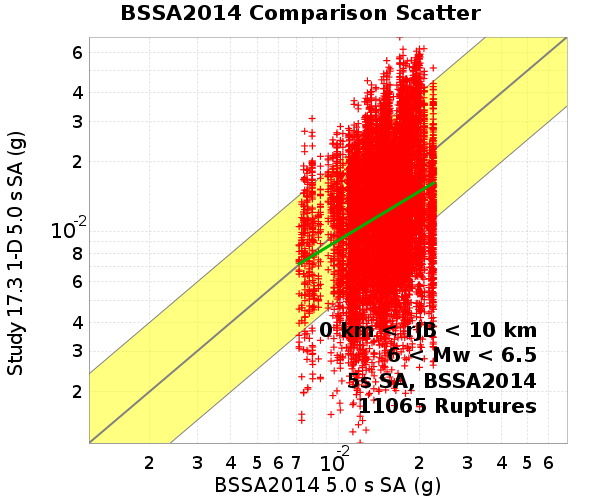 BSSA2014 Comparison Scatter
Study 17.3 1-D 5.0 s SA (g)
6
4
3
2
10-2
8
6
4
3
2
0 km < rJB < 10 km
6 < Mw < 6.5
5s SA, BSSA2014
11065 Ruptures
2 3 4 5 6 7 10-2 2 3 4 5 6
BSSA2014 5.0 s SA (g)